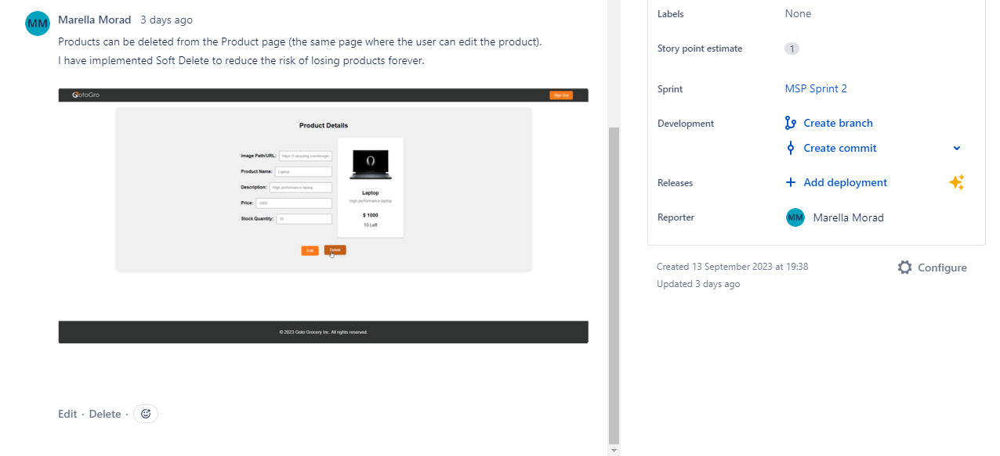 MM
Marella Morad 3 days ago
Products can be deleted from the Product page (the same page where the user can edit the product).
I have implemented Soft Delete to reduce the risk of losing products forever.
GotoGro
Sign Out
Product Details
Image Path/URL:
Product Name: Laptop
Description: High performance laptop
Price: 1000
Stock Quantity: 10
Laptop
High performance laptop
$ 1000
10 Left
Edit Delete
© 2023 Goto Grocery Inc. All rights reserved.
Edit · Delete ·
Labels None
Story point estimate 1
Sprint MSP Sprint 2
Development Create branch
Create commit
Releases Add deployment
Reporter MM Marella Morad
Created 13 September 2023 at 19:38
Updated 3 days ago
Configure